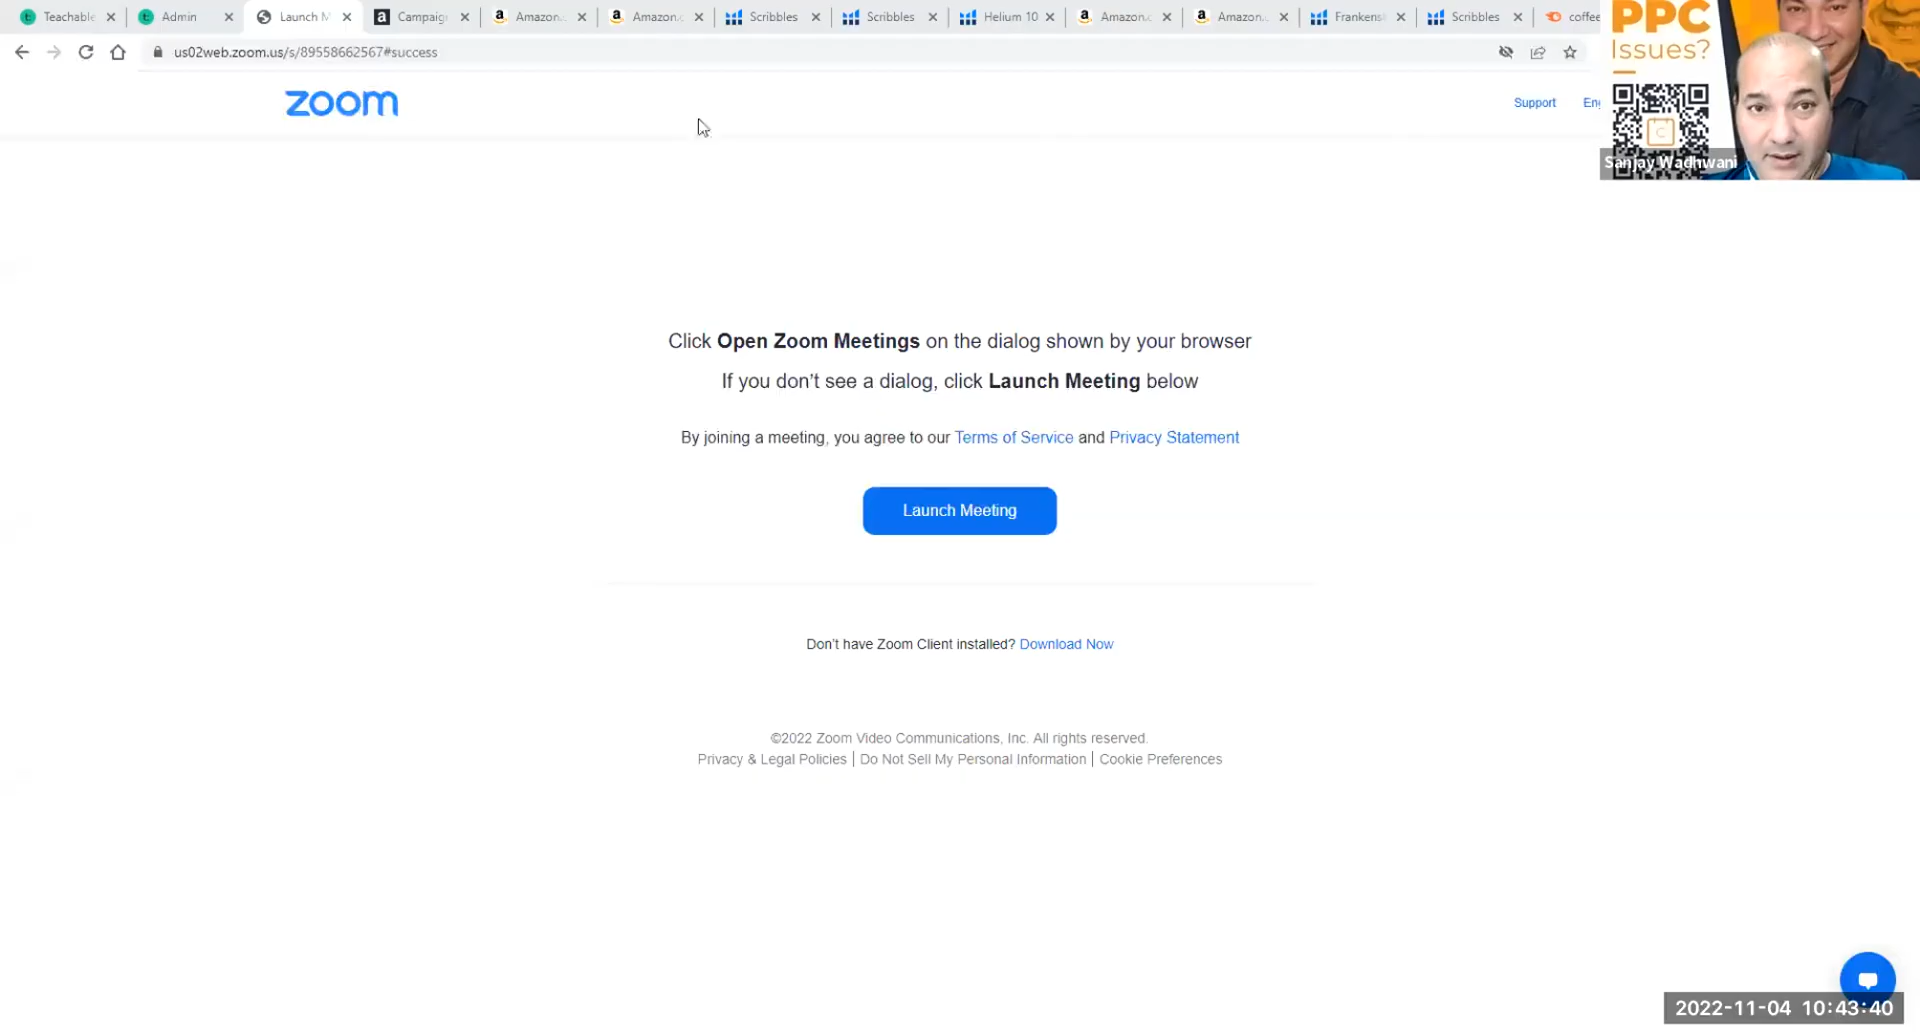 Teachable
Admin
Launch M
Campaig
Amazon.
Amazon.c
Scribbles
Scribbles
Helium 10
Amazon.c
Amazon.
Frankens
Scribbles
coffee
us02web.zoom.us/s/89558662567#success
zoom
Support
PPC
Issues?
Sanjay Wadhwani
Click Open Zoom Meetings on the dialog shown by your browser
If you don't see a dialog, click Launch Meeting below
By joining a meeting, you agree to our Terms of Service and Privacy Statement
Launch Meeting
Don't have Zoom Client installed? Download Now
©2022 Zoom Video Communications, Inc. All rights reserved.
Privacy & Legal Policies | Do Not Sell My Personal Information | Cookie Preferences
2022-11-04 10:43:40